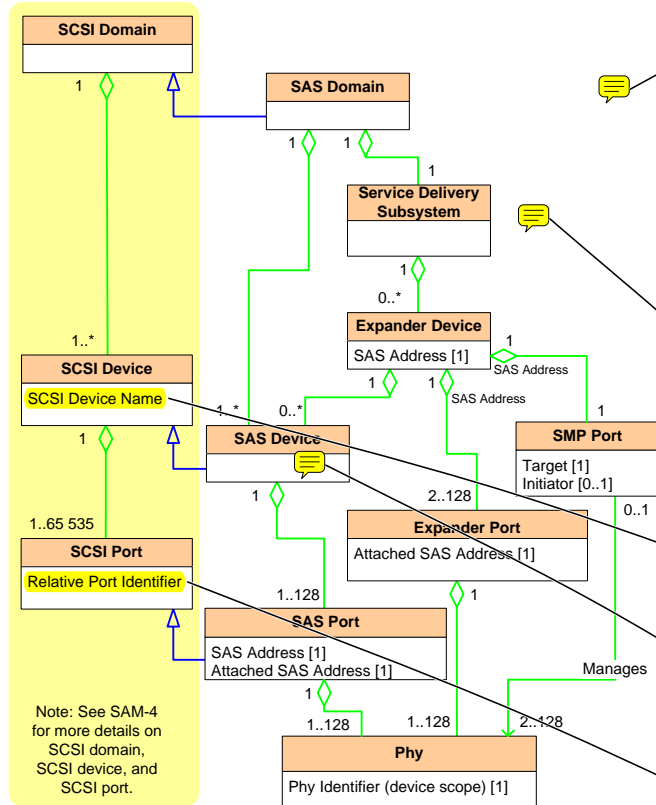 SCSI Domain
1
SAS Domain
1
1
1
Service Delivery
Subsystem
1
0..*
Expander Device
SAS Address [1]
1
SAS Address
1
1
SAS Address
1..*
SCSI Device
SCSI Device Name
1
1..*
0..*
SAS Device
1
1
SMP Port
Target [1]
Initiator [0..1]
0..1
2..128
Expander Port
Attached SAS Address [1]
1
1..65 535
SCSI Port
Relative Port Identifier
1..128
SAS Port
SAS Address [1]
Attached SAS Address [1]
1
Manages
1..128
1..128
2..128
Phy
Phy Identifier (device scope) [1]
Note: See SAM-4
for more details on
SCSI domain,
SCSI device, and
SCSI port.